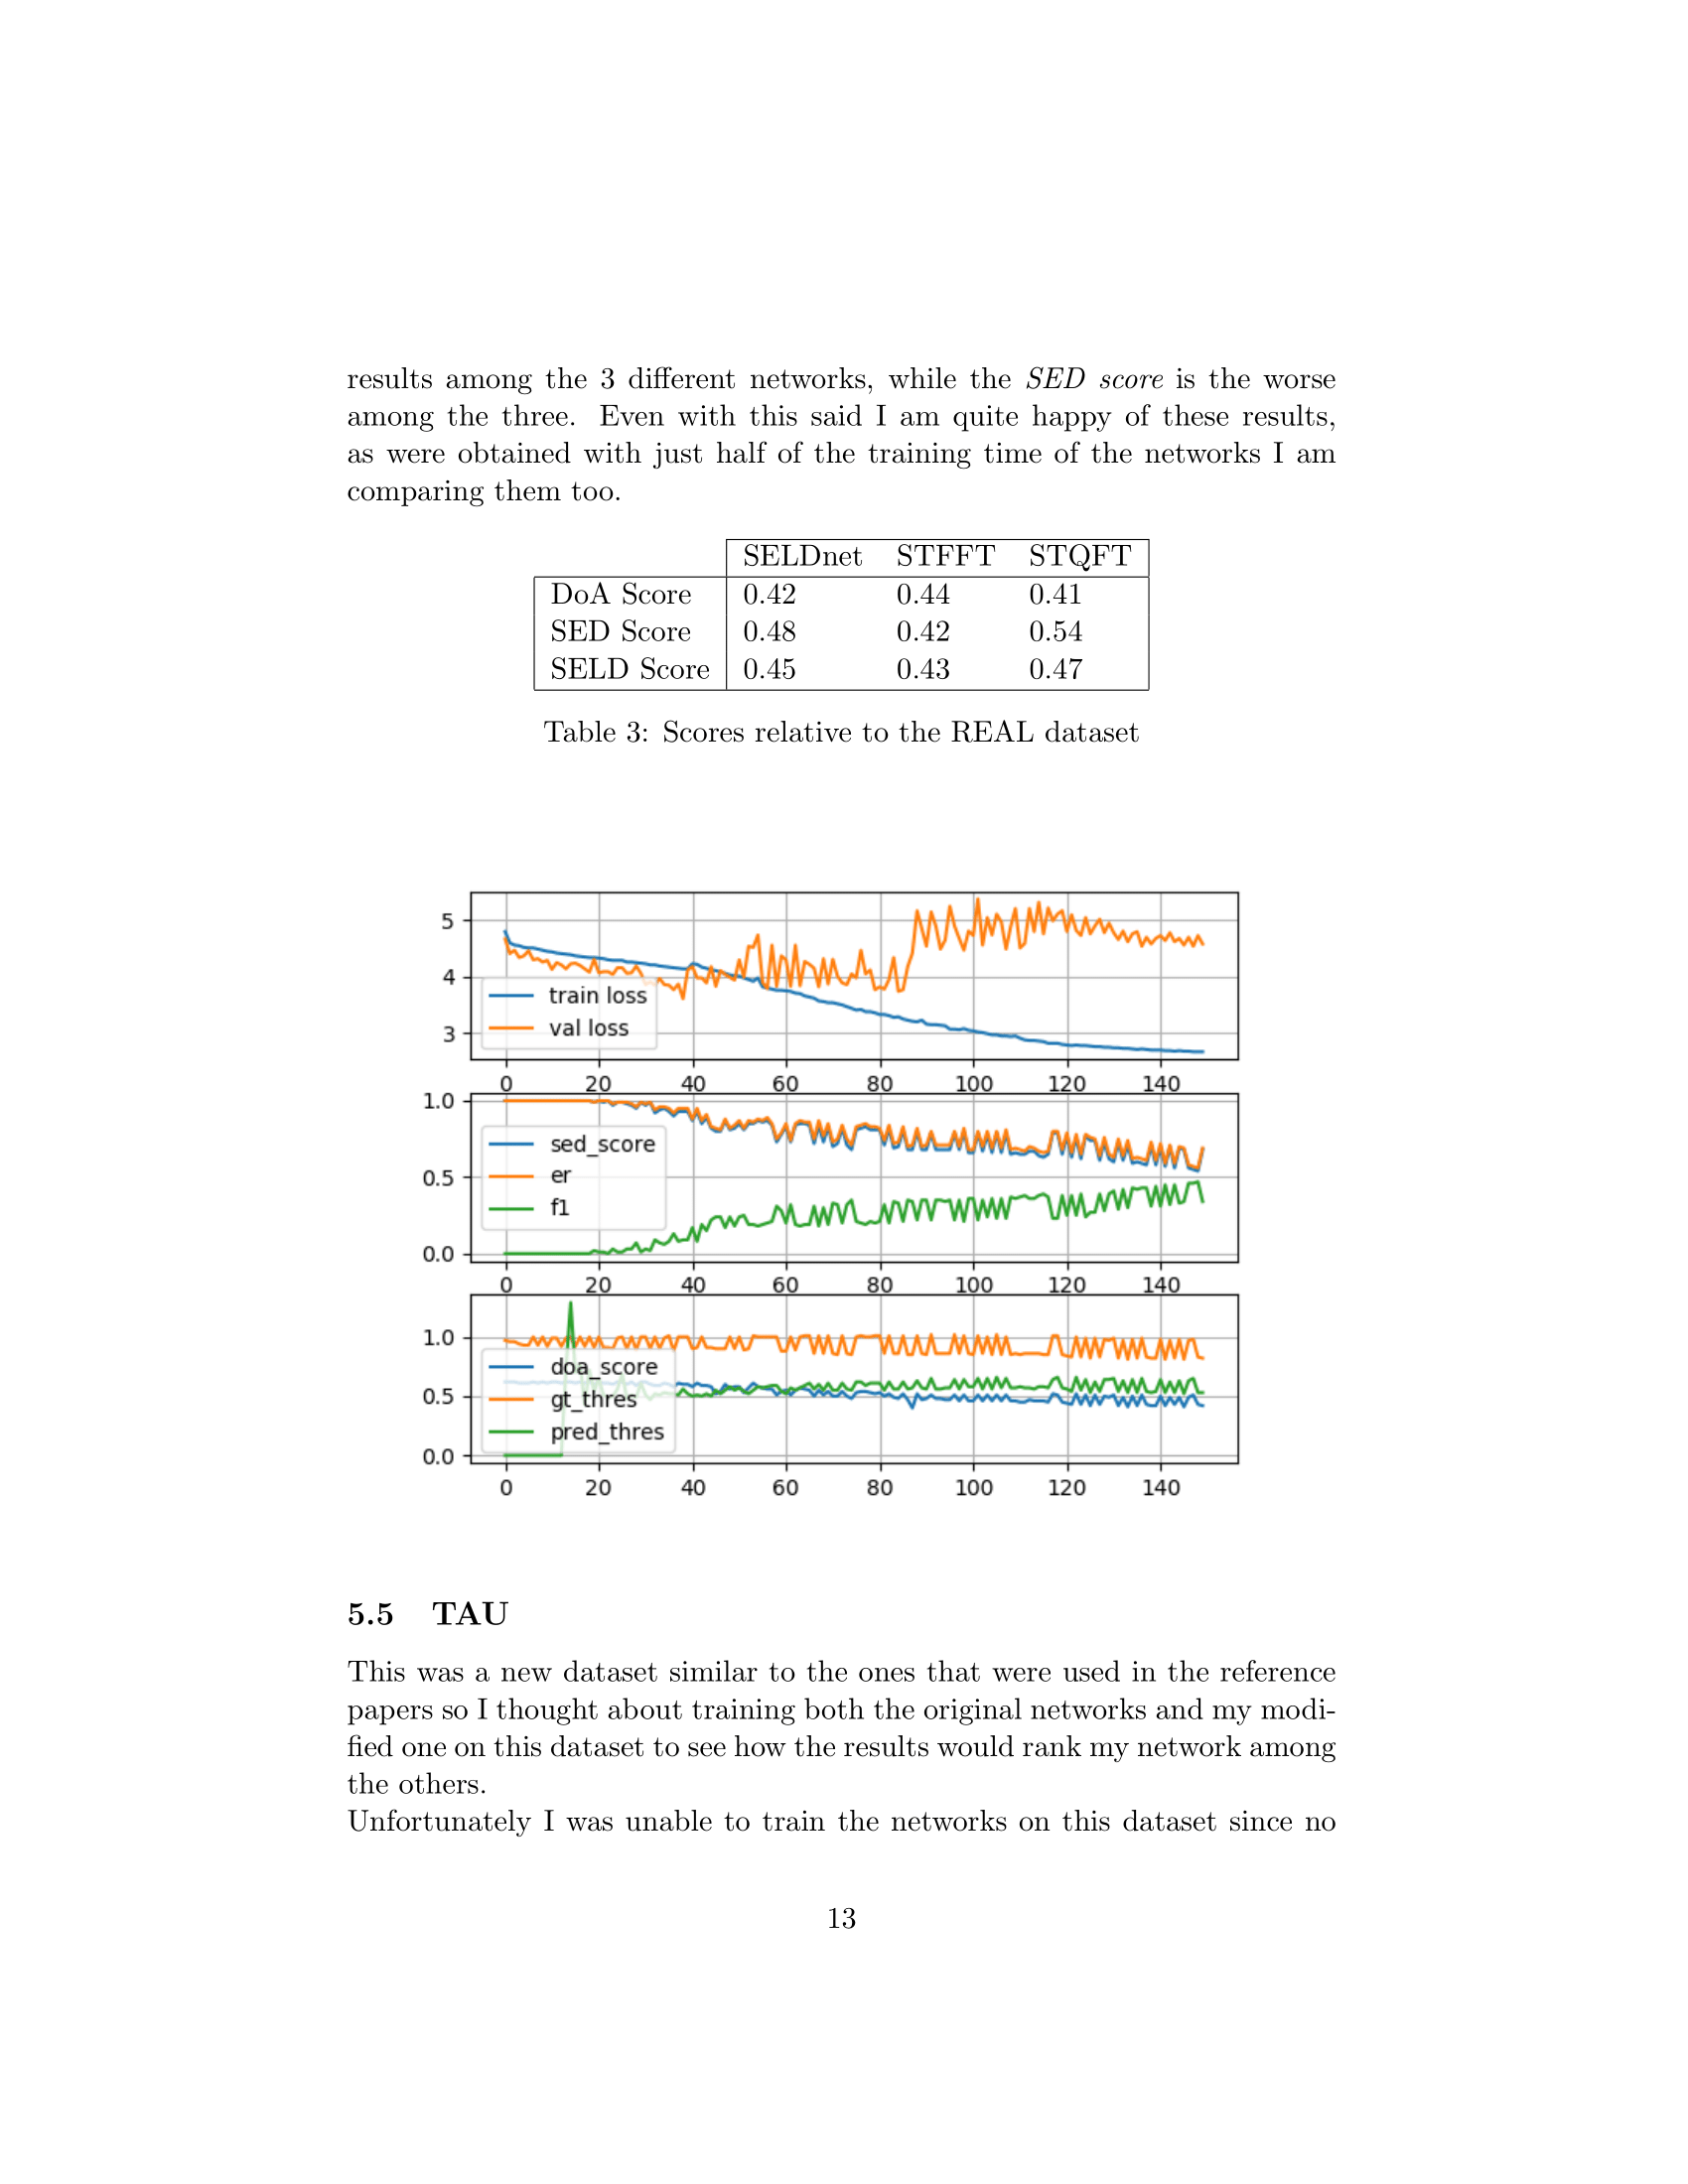 results among the 3 different networks, while the SED score is the worse
among the three. Even with this said I am quite happy of these results,
as were obtained with just half of the training time of the networks I am
comparing them too.
SELDnet STFFT STQFT
DoA Score 0.42 0.44 0.41
SED Score 0.48 0.42 0.54
SELD Score 0.45 0.43 0.47
Table 3: Scores relative to the REAL dataset
5
4
3
train loss
val loss
0 20 40 60 80 100 120 140
1.0
0.5
0.0
sed_score
er
f1
0 20 40 60 80 100 120 140
1.0
0.5
0.0
doa_score
gt_thres
pred_thres
0 20 40 60 80 100 120 140
5.5 TAU
This was a new dataset similar to the ones that were used in the reference
papers so I thought about training both the original networks and my modi-
fied one on this dataset to see how the results would rank my network among
the others.
Unfortunately I was unable to train the networks on this dataset since no
13